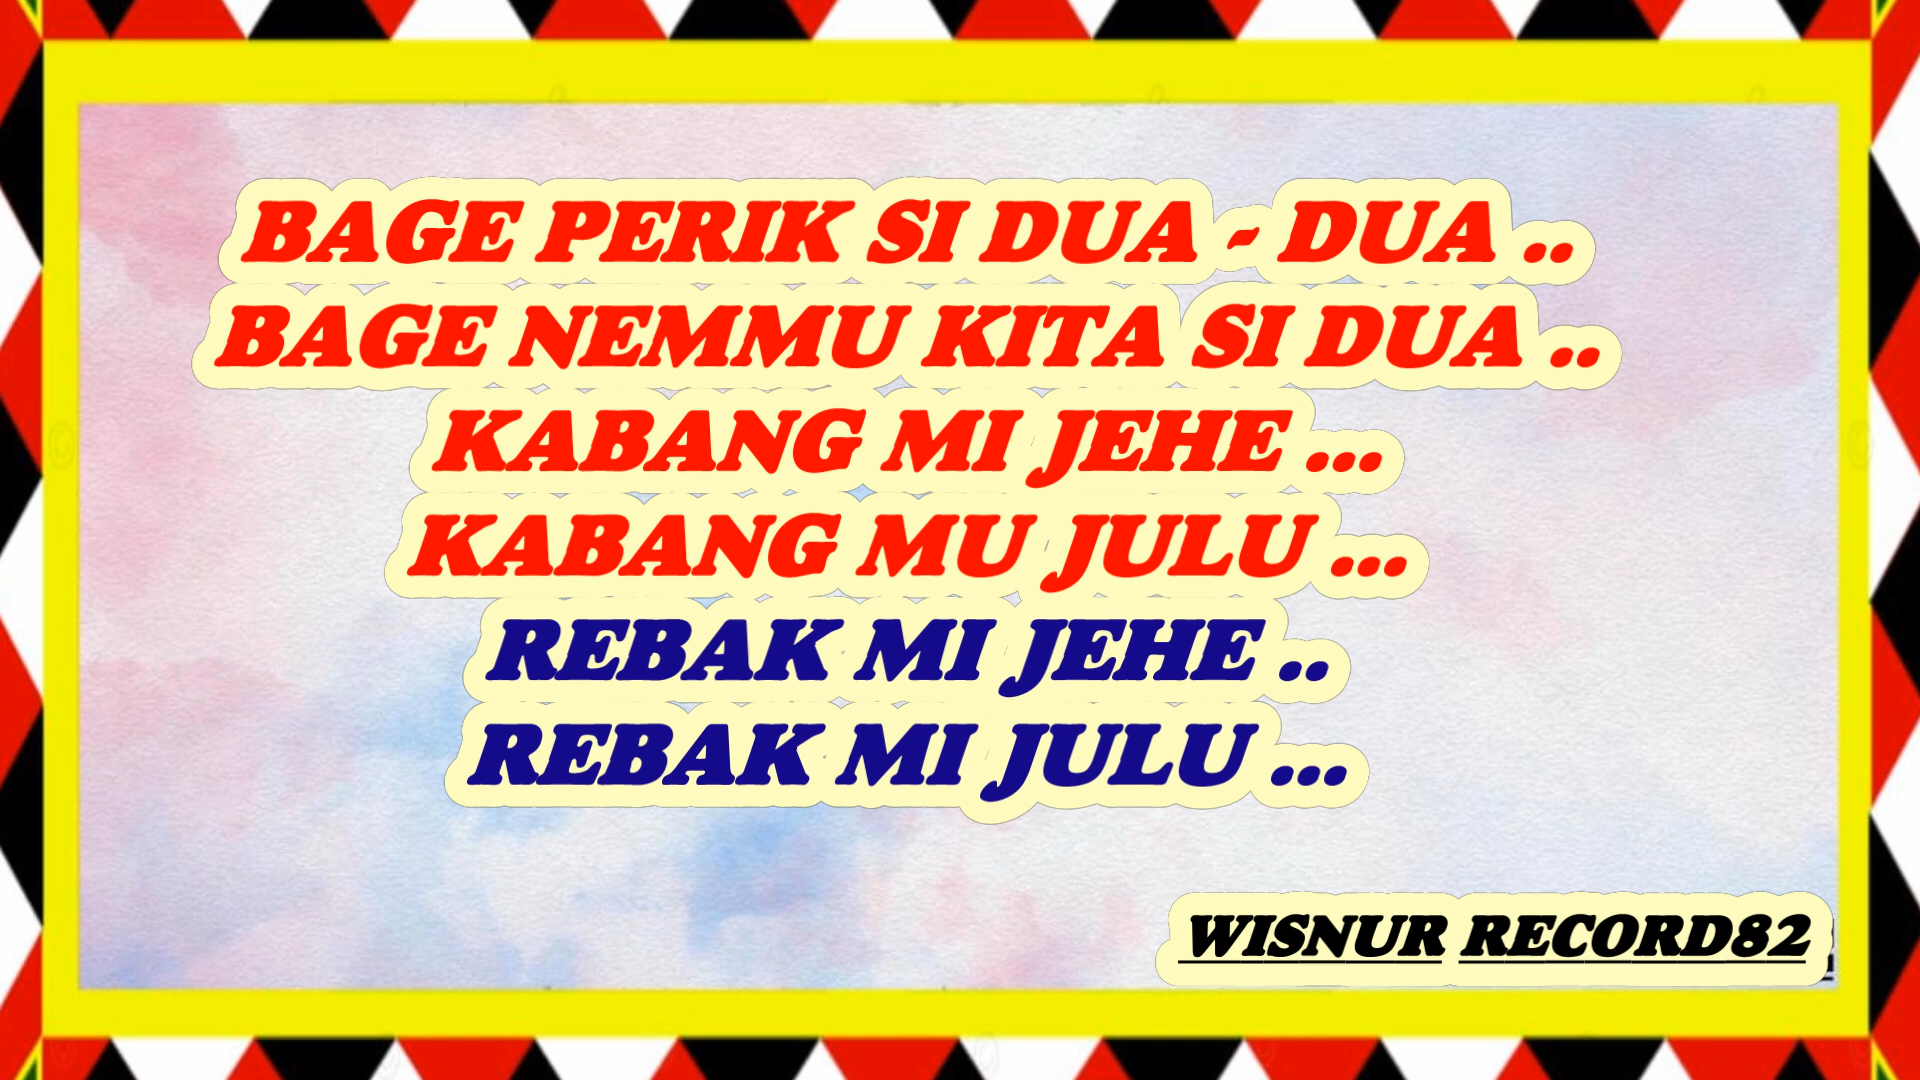 BAGE PERIK SI DUA - DUA ..
BAGE NEMMU KITA SI DUA ..
KABANG MI JEHE ...
KABANG MU JULU ...
REBAK MI JEHE ..
REBAK MI JULU ...
WISNUR RECORD82